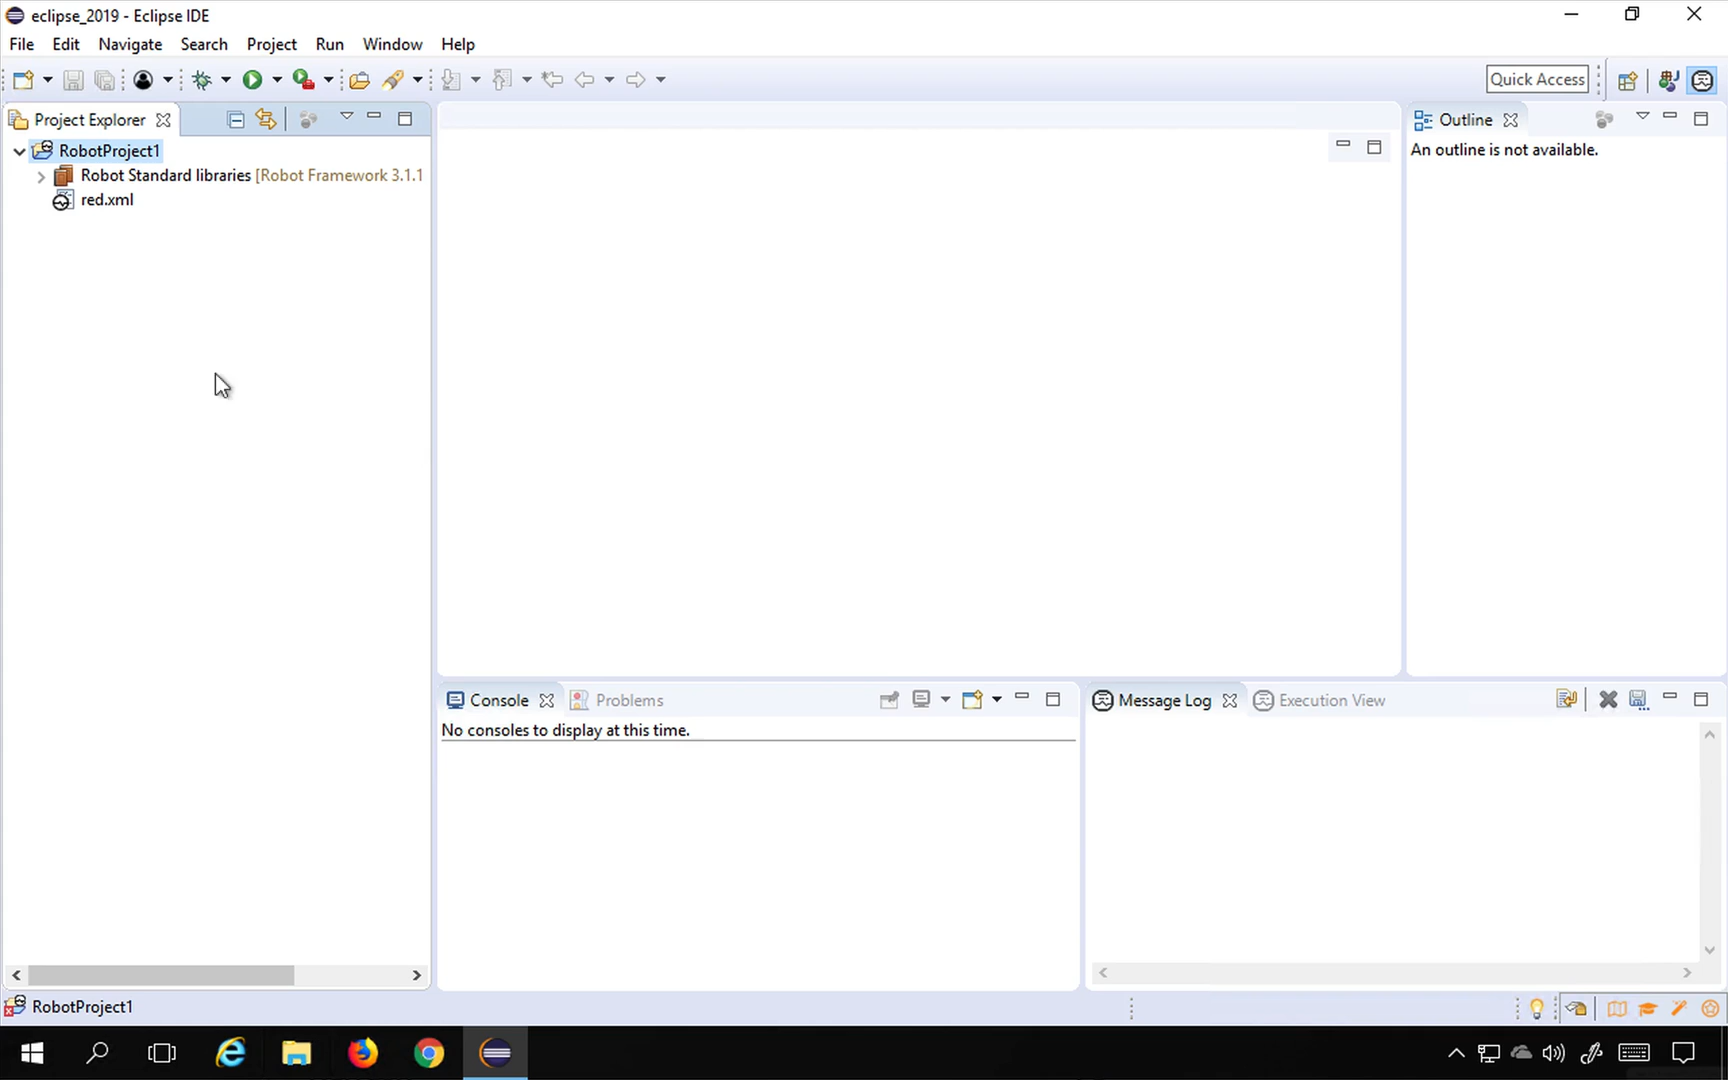 eclipse_2019 - Eclipse IDE
File Edit Navigate Search Project Run Window Help
Quick Access
Project Explorer
RobotProject1
Robot Standard libraries [Robot Framework 3.1.1
red.xml
Outline
An outline is not available.
Console Problems
No consoles to display at this time.
Message Log Execution View
RobotProject1